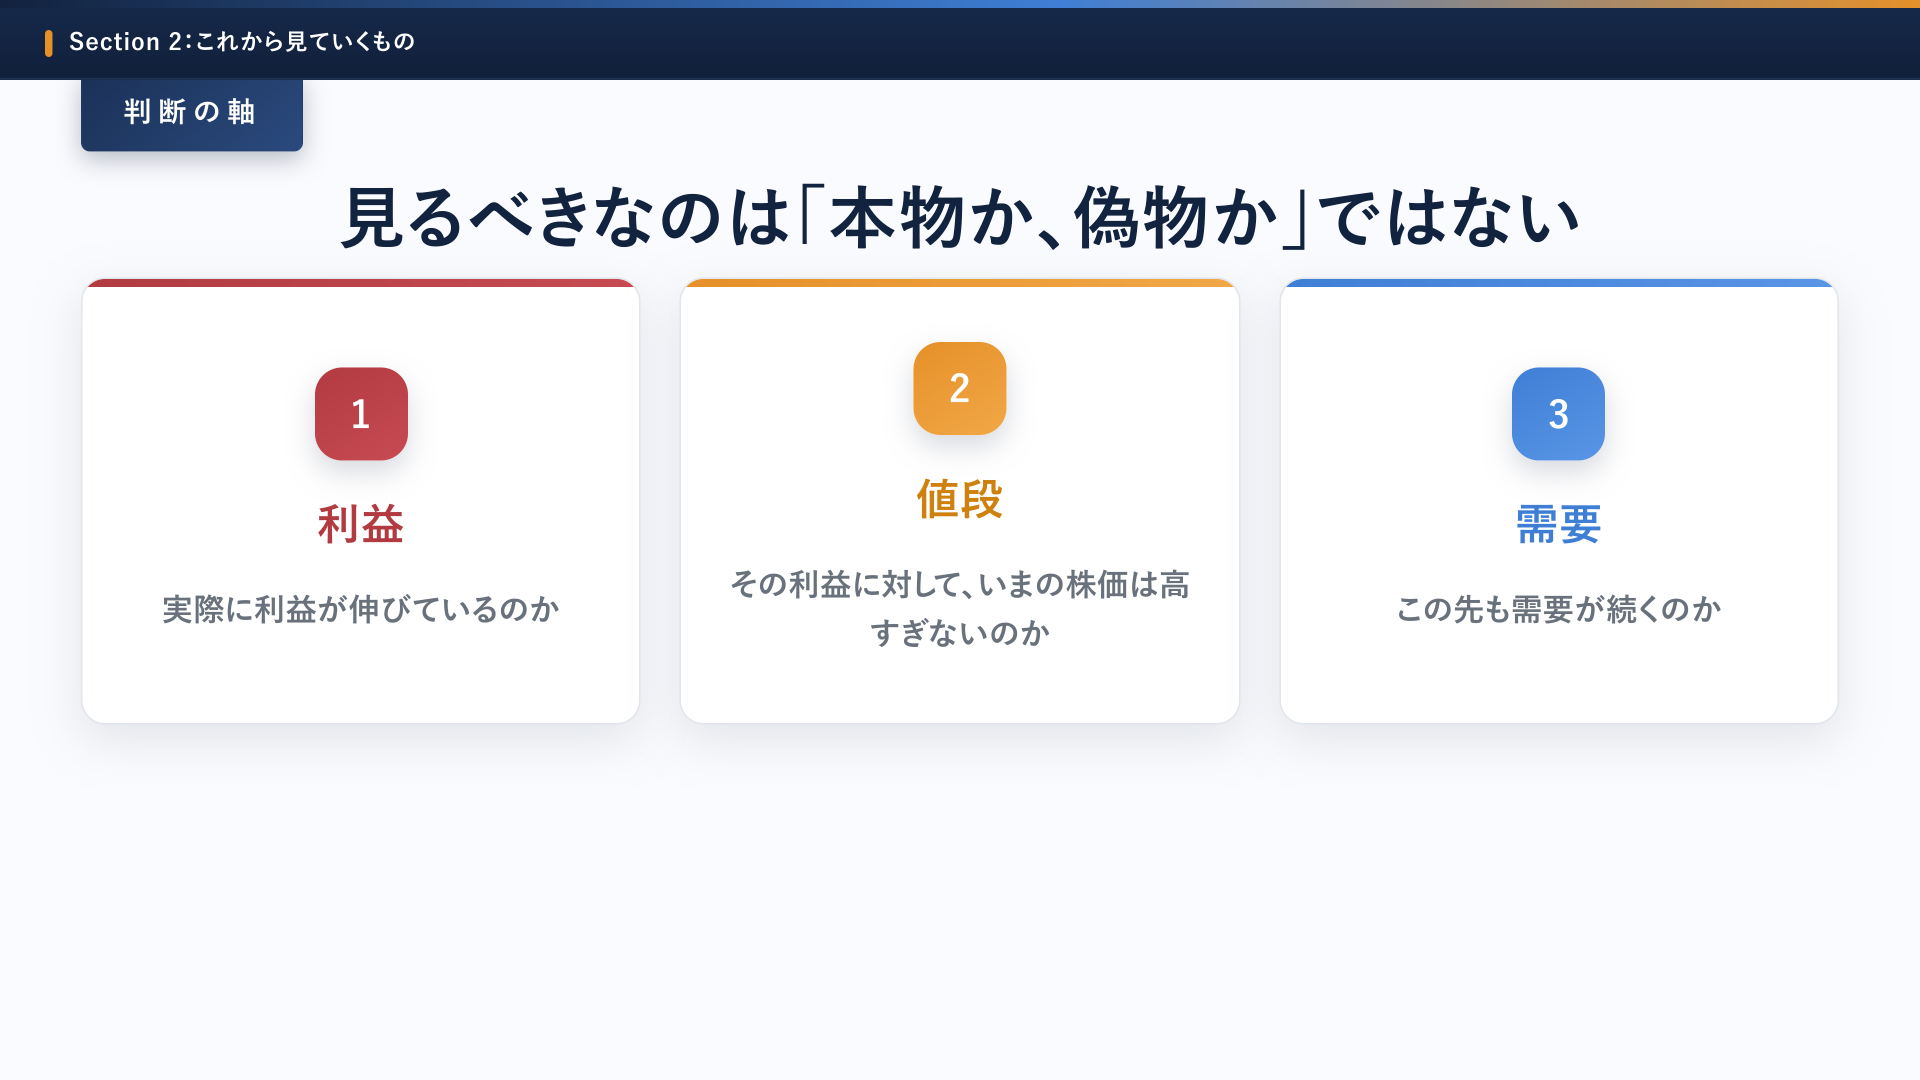 Section 2:これから見ていくもの
判断の軸
見るべきなのは「本物か、偽物か」ではない
1
利益
実際に利益が伸びているのか
2
値段
その利益に対して、いまの株価は高
すぎないのか
3
需要
この先も需要が続くのか